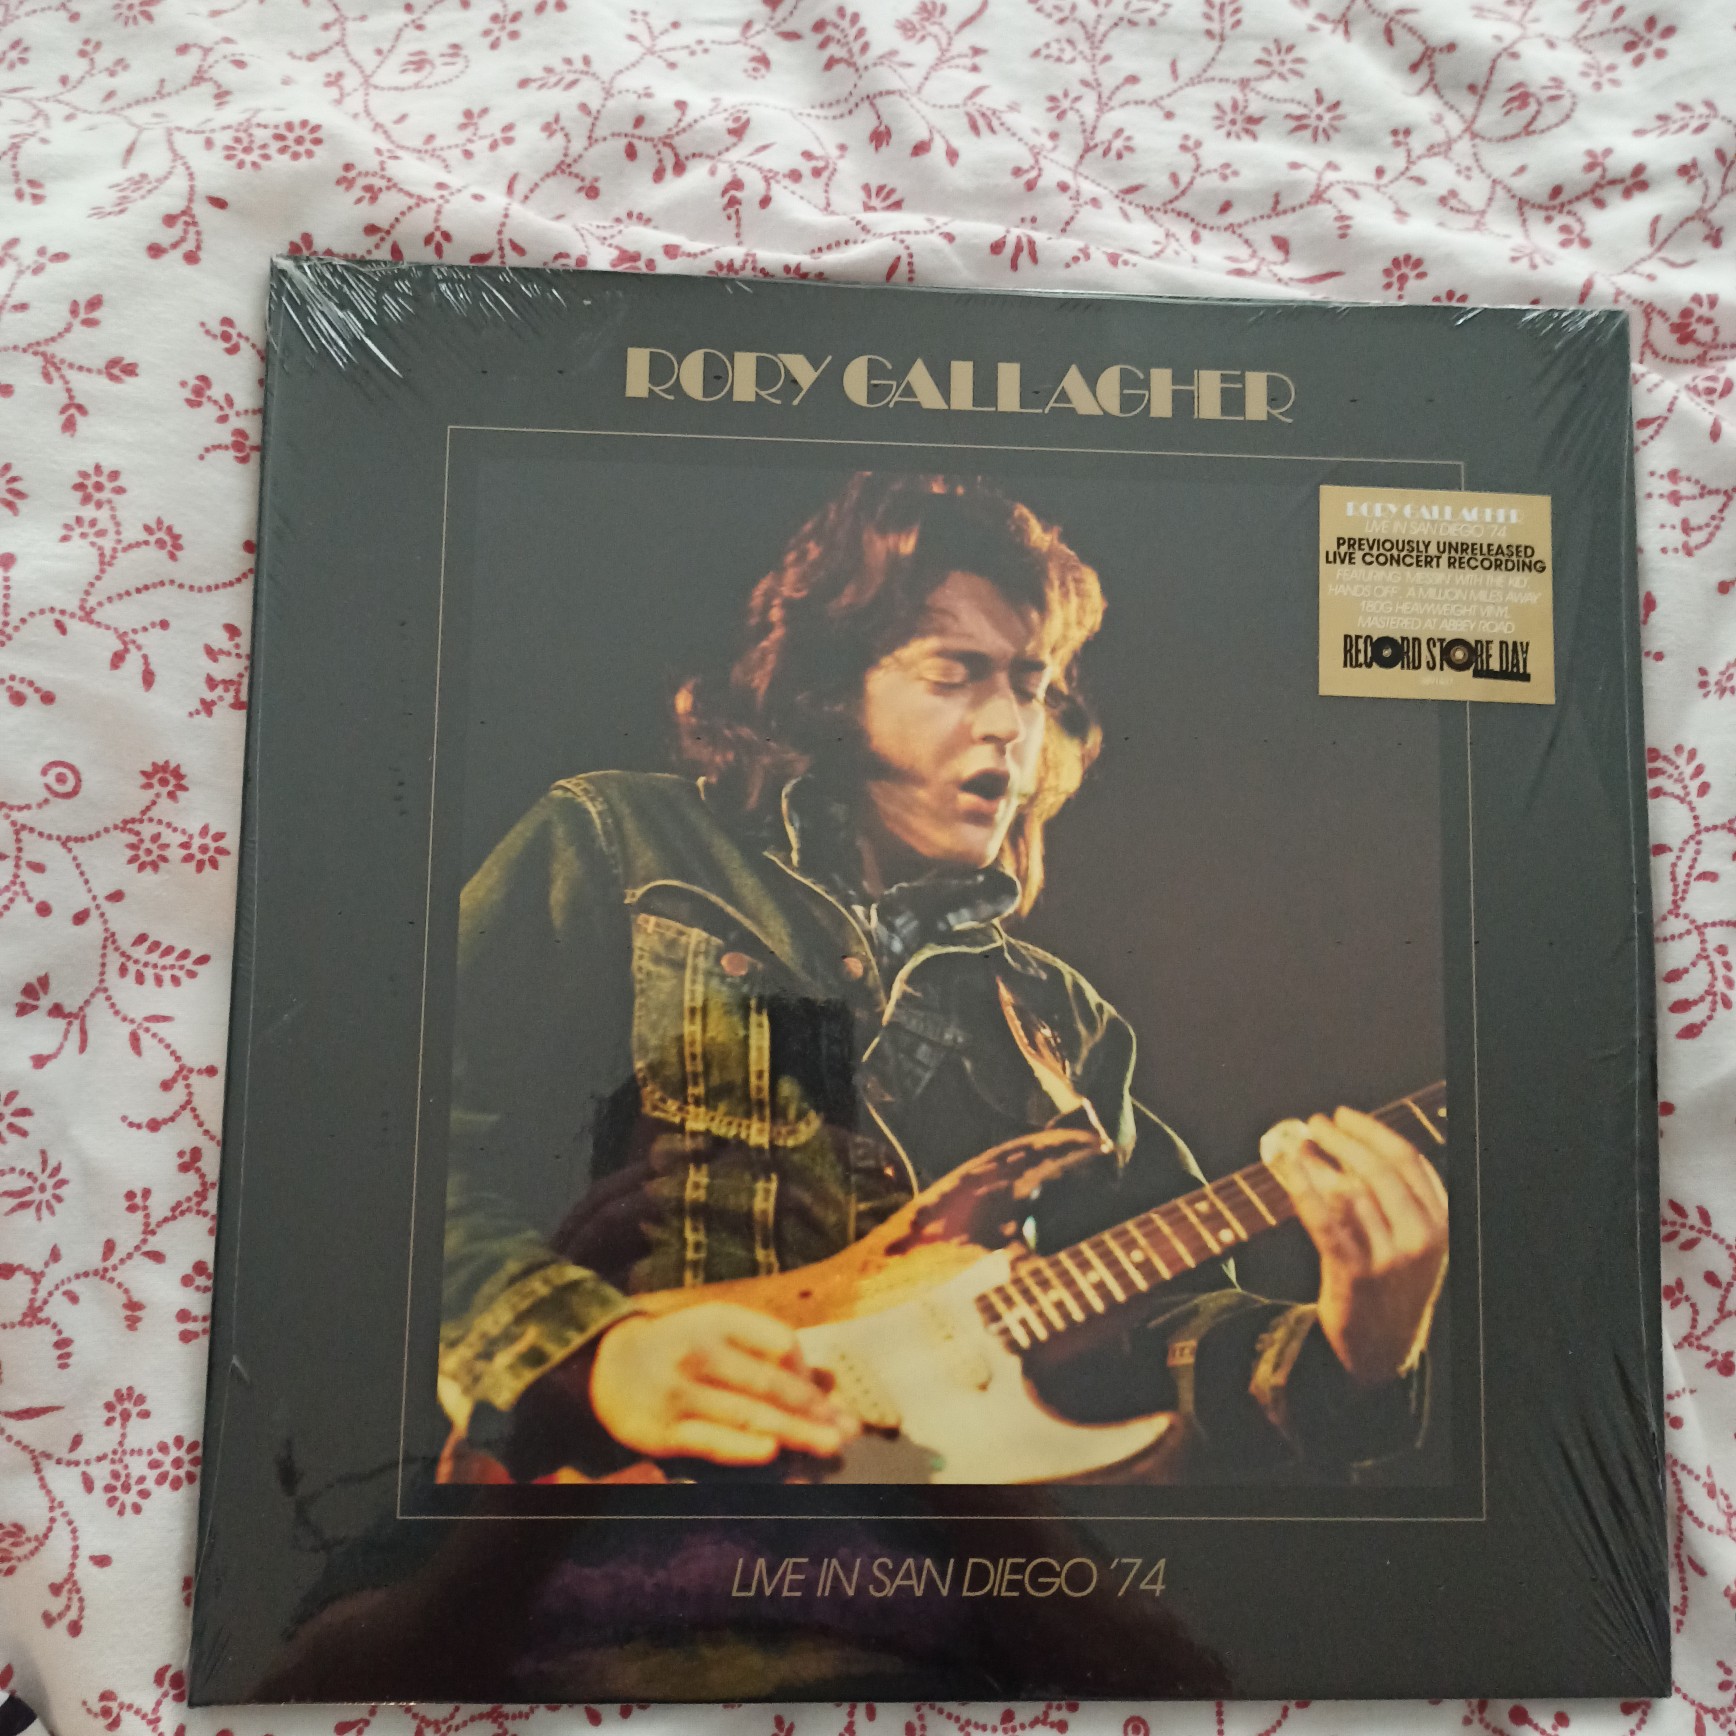 RORY GALLAGHER
RORY GALLAGHER
LIVE IN SAN DIEGO '74
PREVIOUSLY UNRELEASED
LIVE CONCERT RECORDING
FEATURING 'MESSIN' WITH THE KID',
HANDS OFF', A MILLION MILES AWAY
180G HEAVYWEIGHT VINYL
MASTERED AT ABBEY ROAD
RECORD STORE DAY
LIVE IN SAN DIEGO '74